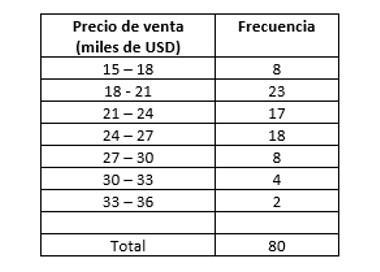 Precio de venta (miles de USD) Frecuencia
15 – 18 8
18 - 21 23
21 – 24 17
24 – 27 18
27 – 30 8
30 – 33 4
33 – 36 2
Total 80